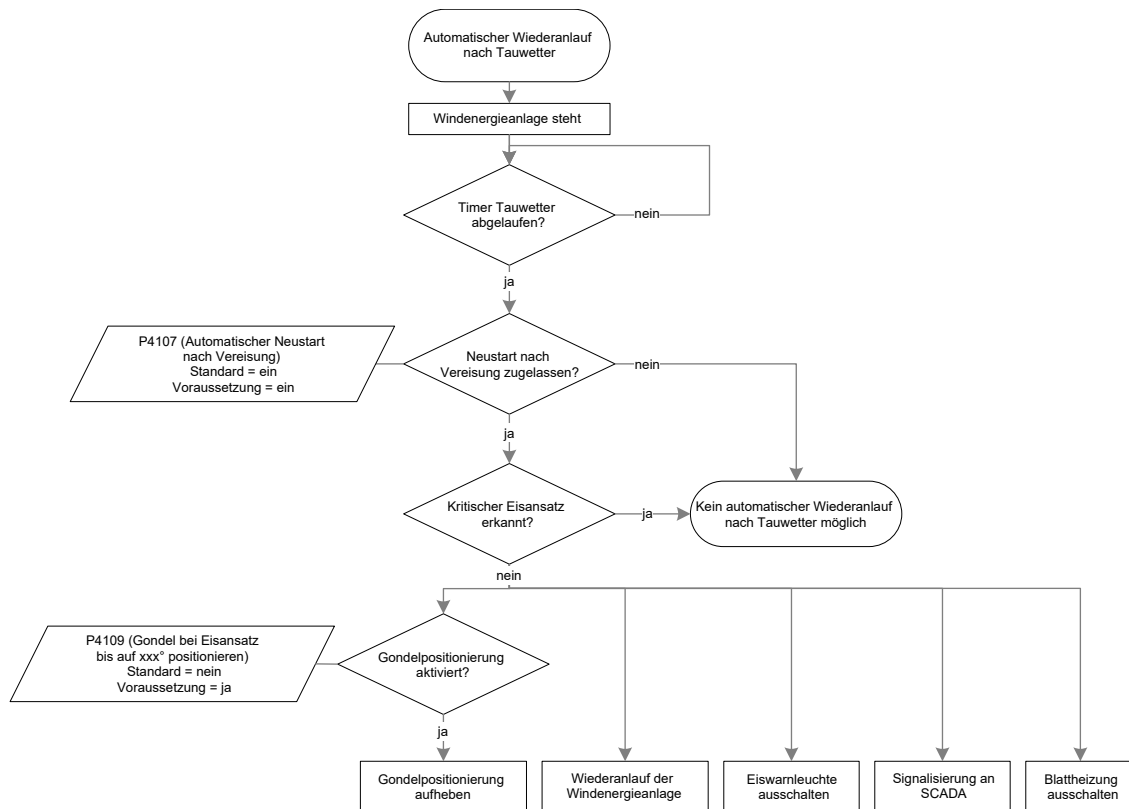 Automatischer Wiederanlauf
nach Tauwetter
Windenergieanlage steht
Timer Tauwetter
abgelaufen?
nein
ja
P4107 (Automatischer Neustart
nach Vereisung)
Standard = ein
Voraussetzung = ein
Neustart nach
Vereisung zugelassen?
nein
ja
Kritischer Eisansatz
erkannt?
ja
Kein automatischer Wiederanlauf
nach Tauwetter möglich
nein
P4109 (Gondel bei Eisansatz
bis auf xxx° positionieren)
Standard = nein
Voraussetzung = ja
Gondelpositionierung
aktiviert?
ja
Gondelpositionierung
aufheben
Wiederanlauf der
Windenergieanlage
Eiswarnleuchte
ausschalten
Signalisierung an
SCADA
Blattheizung
ausschalten